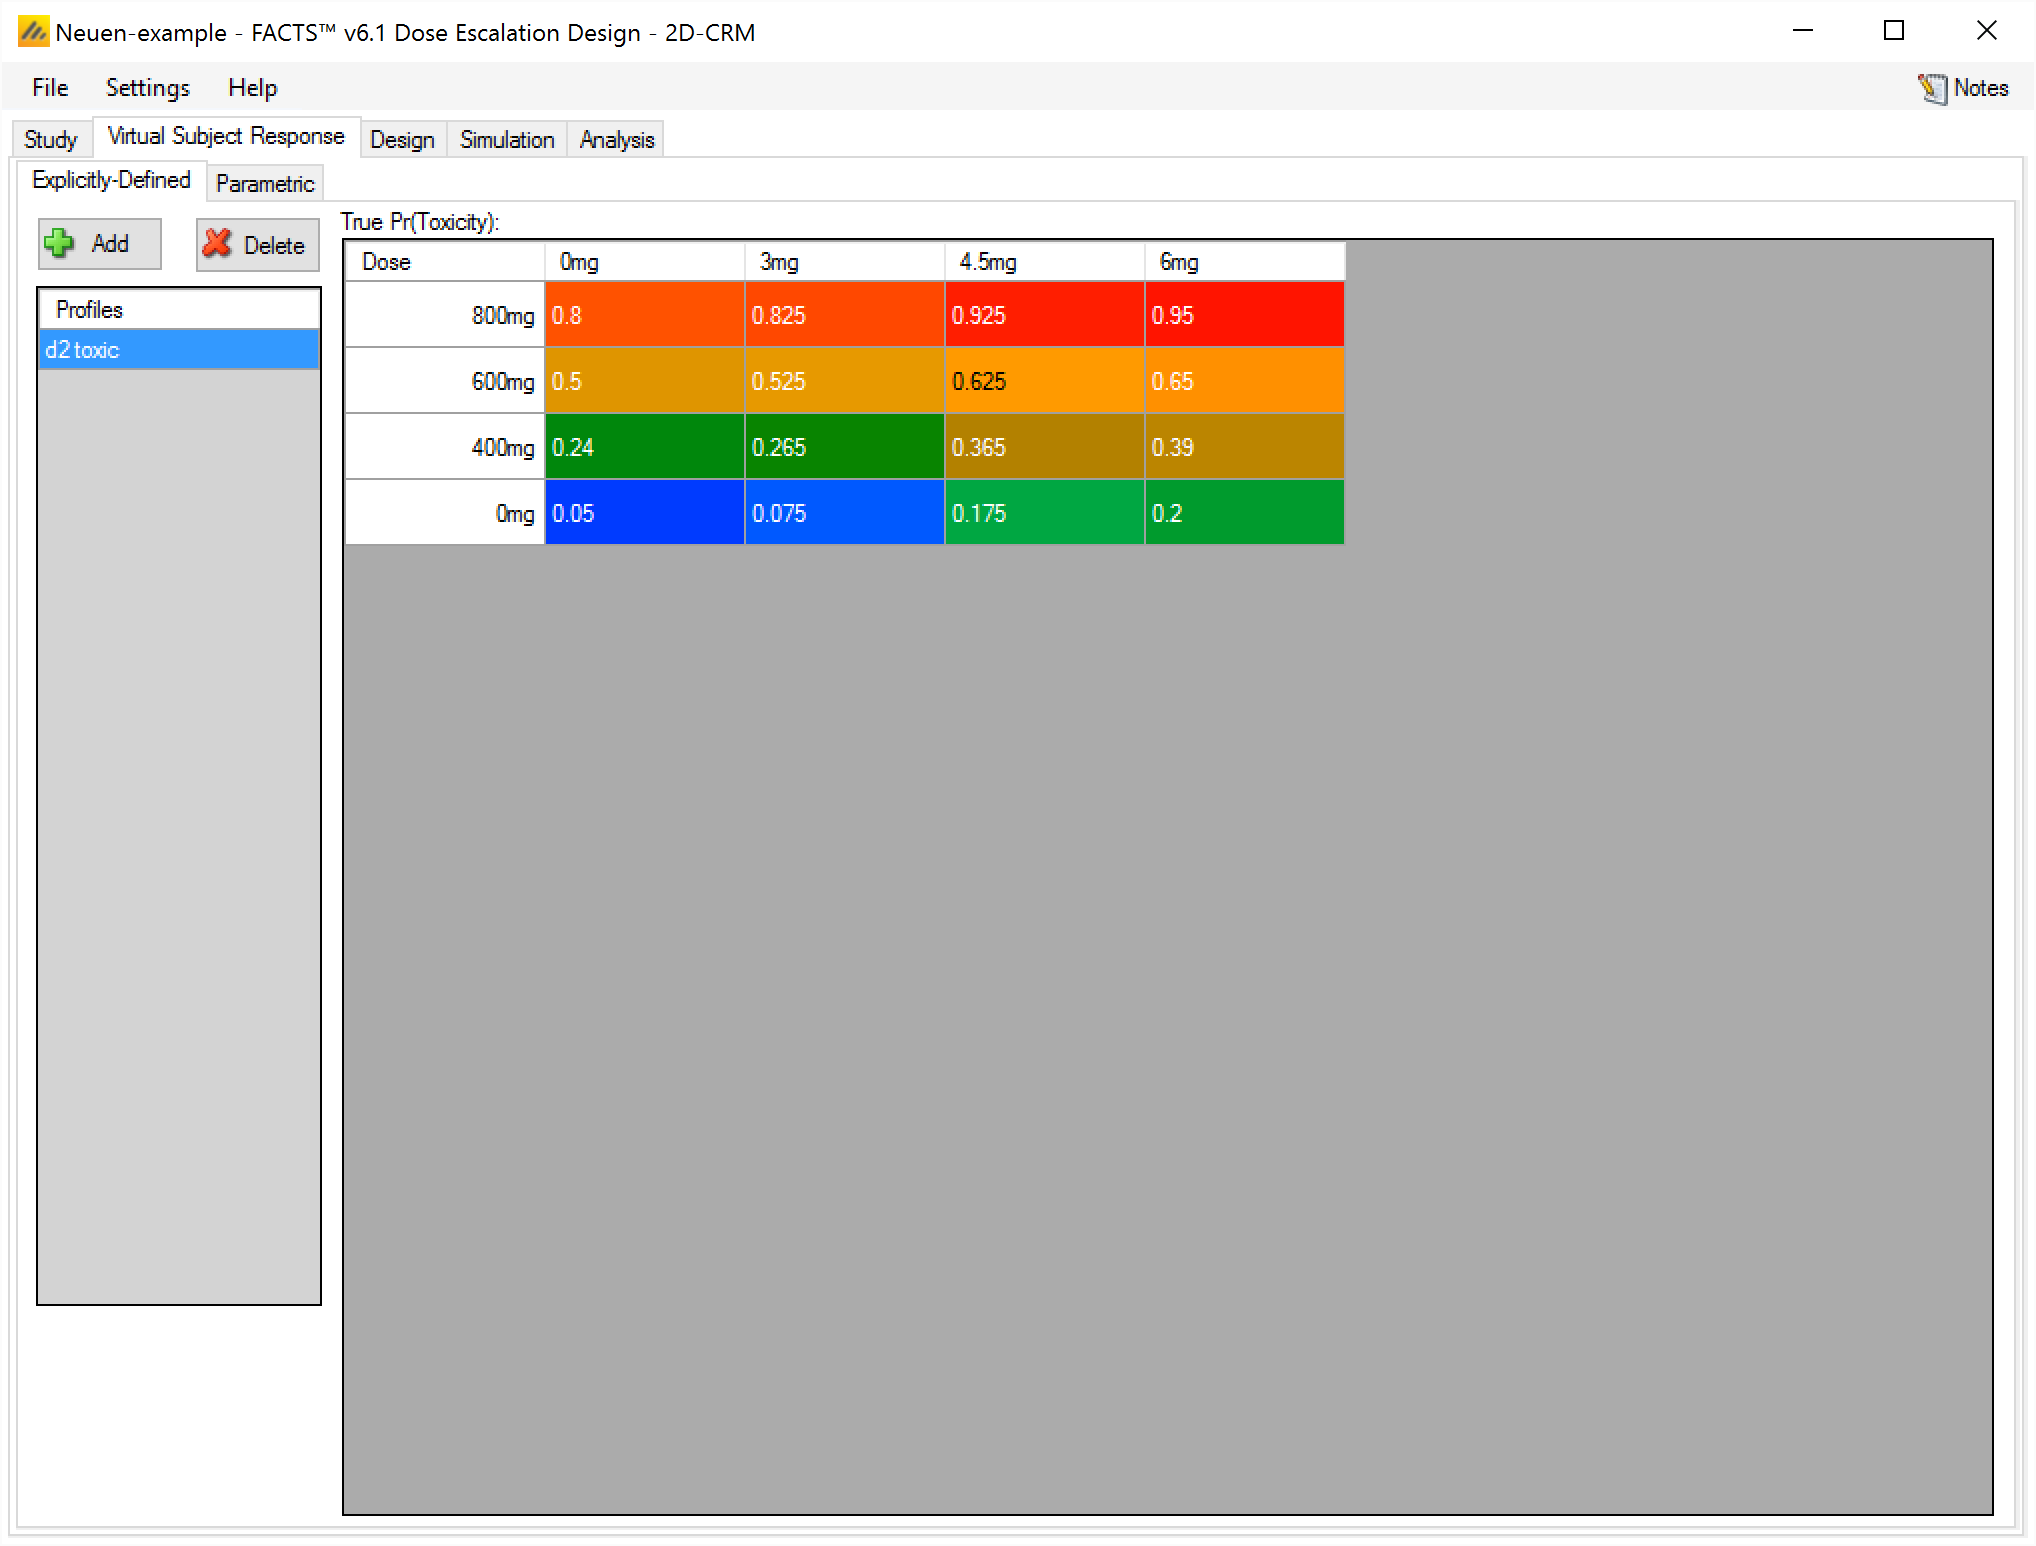 Neuen-example - FACTS™ v6.1 Dose Escalation Design - 2D-CRM
File Settings Help Notes
Study Virtual Subject Response Design Simulation Analysis
Explicitly-Defined Parametric
Add Delete
True Pr(Toxicity):
Profiles
d2 toxic
Dose 0mg 3mg 4.5mg 6mg
800mg 0.8 0.825 0.925 0.95
600mg 0.5 0.525 0.625 0.65
400mg 0.24 0.265 0.365 0.39
0mg 0.05 0.075 0.175 0.2